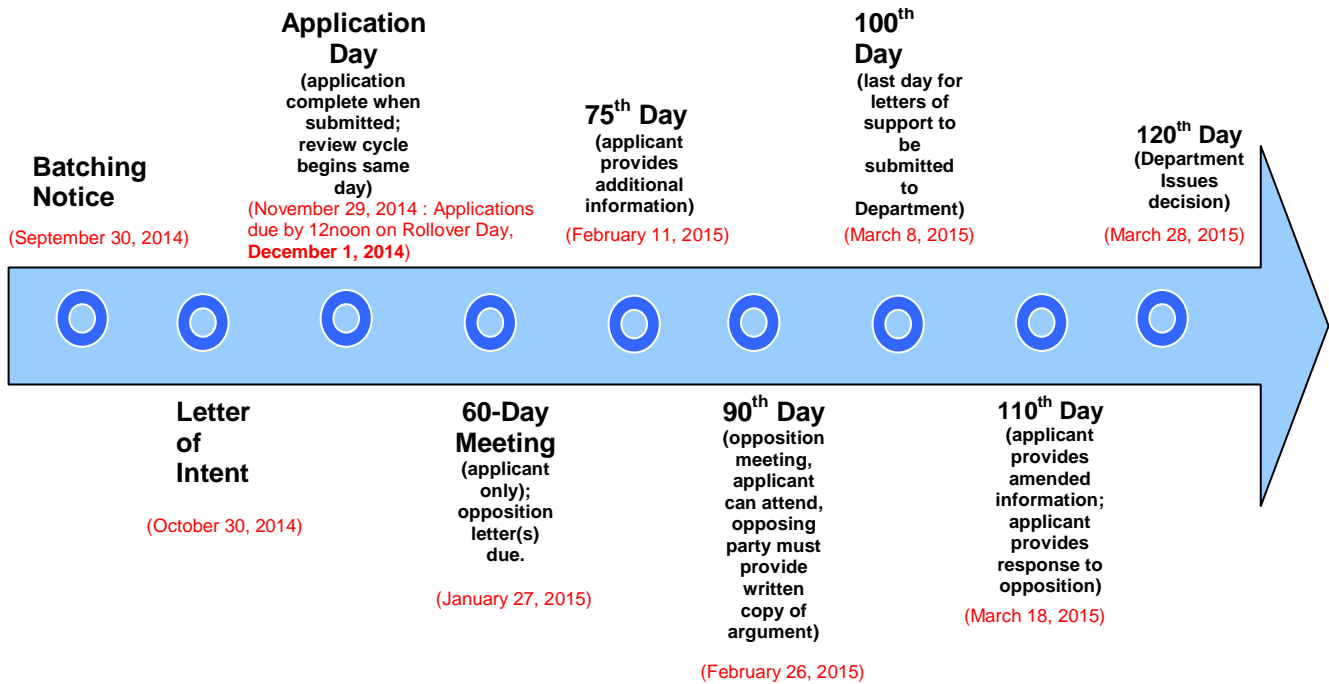 Batching
Notice
(September 30, 2014)
Letter
of
Intent
(October 30, 2014)
Application
Day
(application
complete when
submitted;
review cycle
begins same
day)
(November 29, 2014 : Applications
due by 12noon on Rollover Day,
December 1, 2014)
60-Day
Meeting
(applicant
only);
opposition
letter(s)
due.
(January 27, 2015)
75th Day
(applicant
provides
additional
information)
(February 11, 2015)
90th Day
(opposition
meeting,
applicant
can attend,
opposing
party must
provide
written
copy of
argument)
(February 26, 2015)
100th
Day
(last day for
letters of
support to
be
submitted
to
Department)
(March 8, 2015)
110th Day
(applicant
provides
amended
information;
applicant
provides
response to
opposition)
(March 18, 2015)
120th Day
(Department
Issues
decision)
(March 28, 2015)